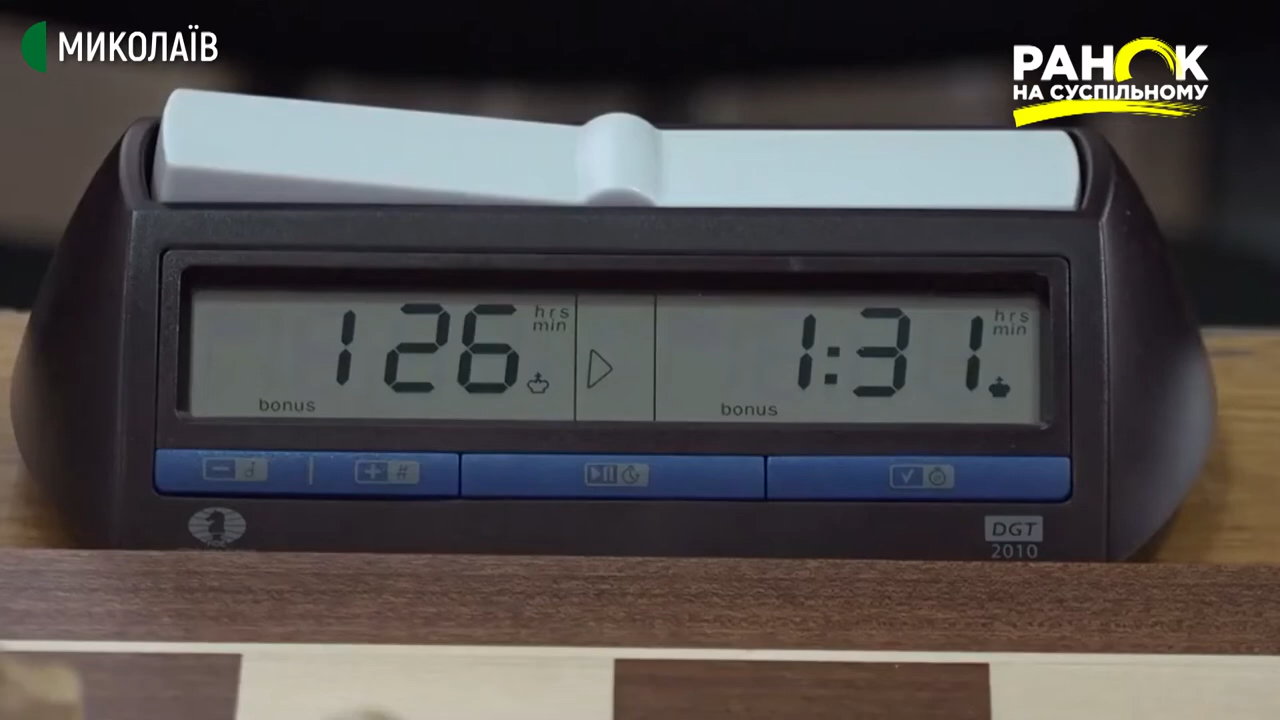 МИКОЛАЇВ
РАНОК
НА СУСПІЛЬНОМУ
126 hrs min
bonus
1:31 hrs min
bonus
DGT
2010